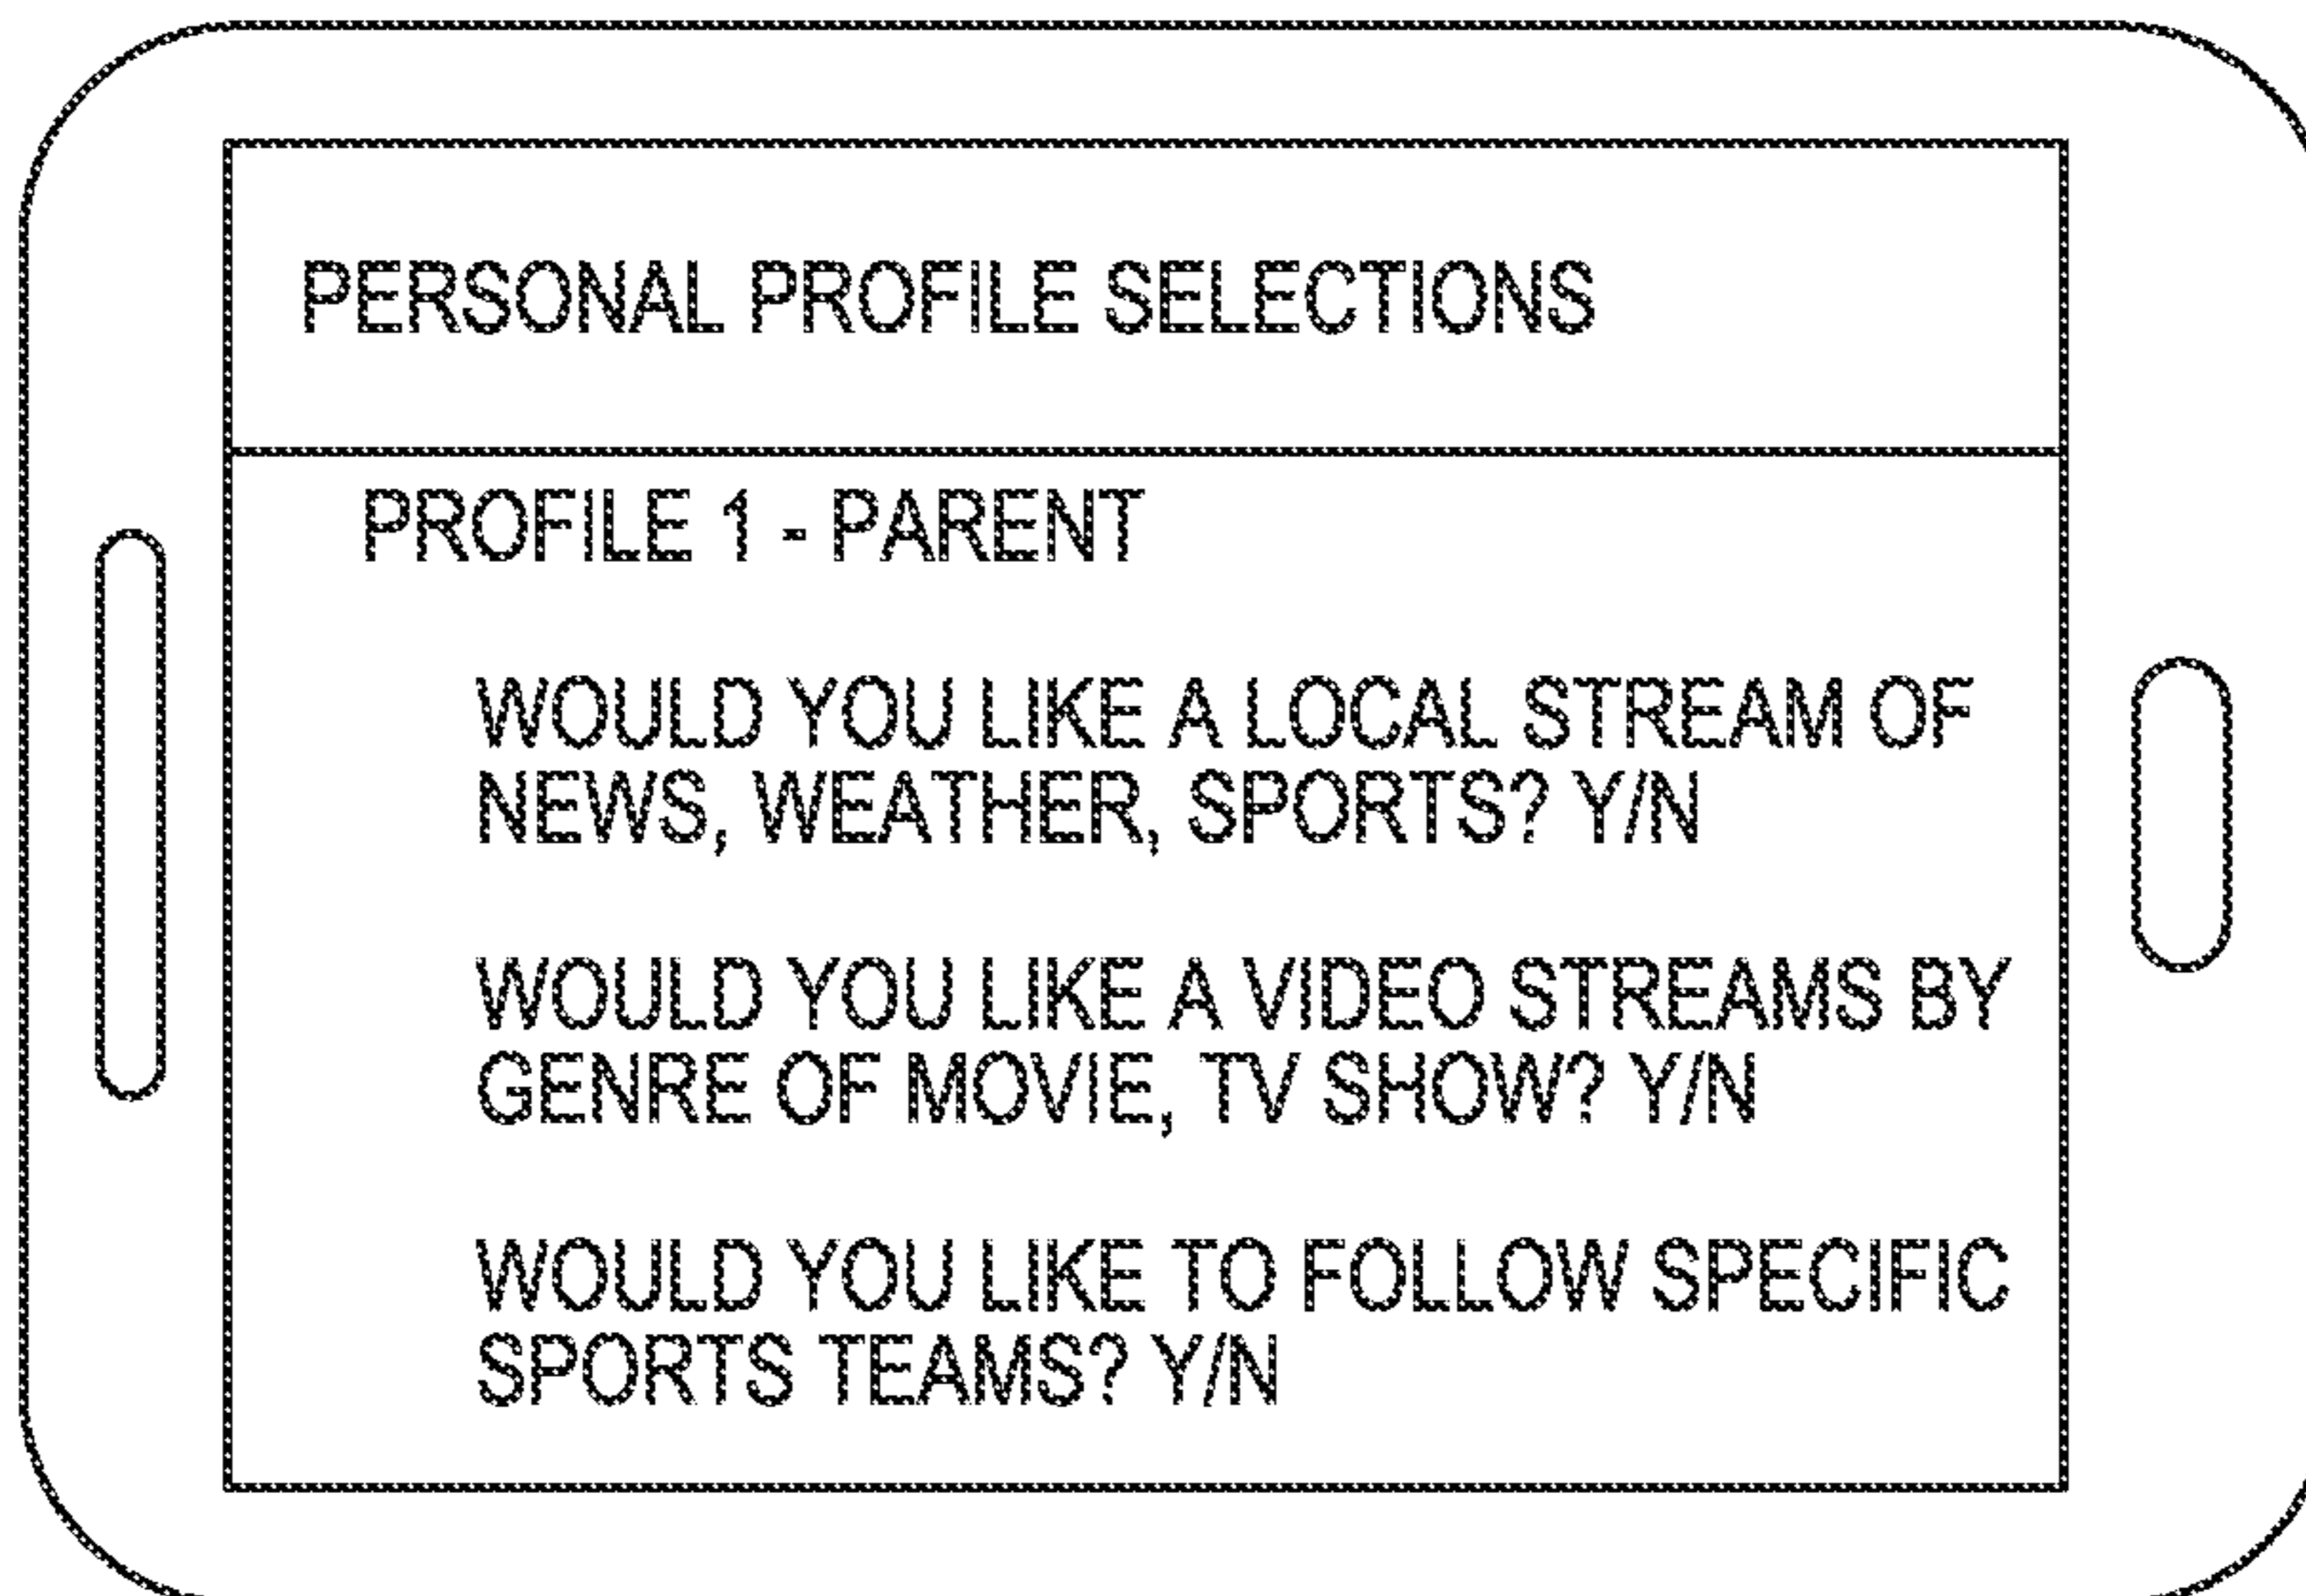 PERSONAL PROFILE SELECTIONS
PROFILE 1 - PARENT
WOULD YOU LIKE A LOCAL STREAM OF
NEWS, WEATHER, SPORTS? Y/N
WOULD YOU LIKE A VIDEO STREAMS BY
GENRE OF MOVIE, TV SHOW? Y/N
WOULD YOU LIKE TO FOLLOW SPECIFIC
SPORTS TEAMS? Y/N